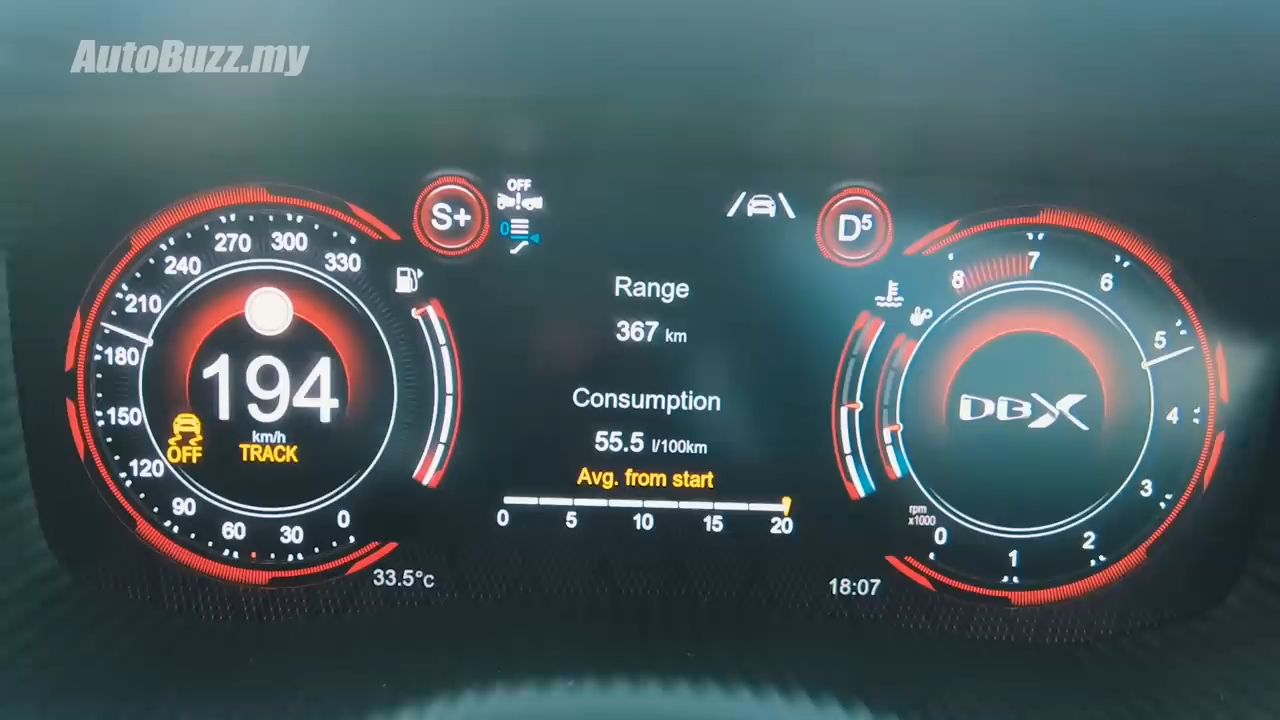 AutoBuzz.my
S+
OFF
0
D5
270
300
240
330
210
180
150
120
90
60
30
0
194
km/h
OFF
TRACK
Range
367 km
Consumption
55.5 l/100km
Avg. from start
0 5 10 15 20
33.5°c
18:07
8
7
6
5
4
3
2
1
0
DBX
rpm
x1000